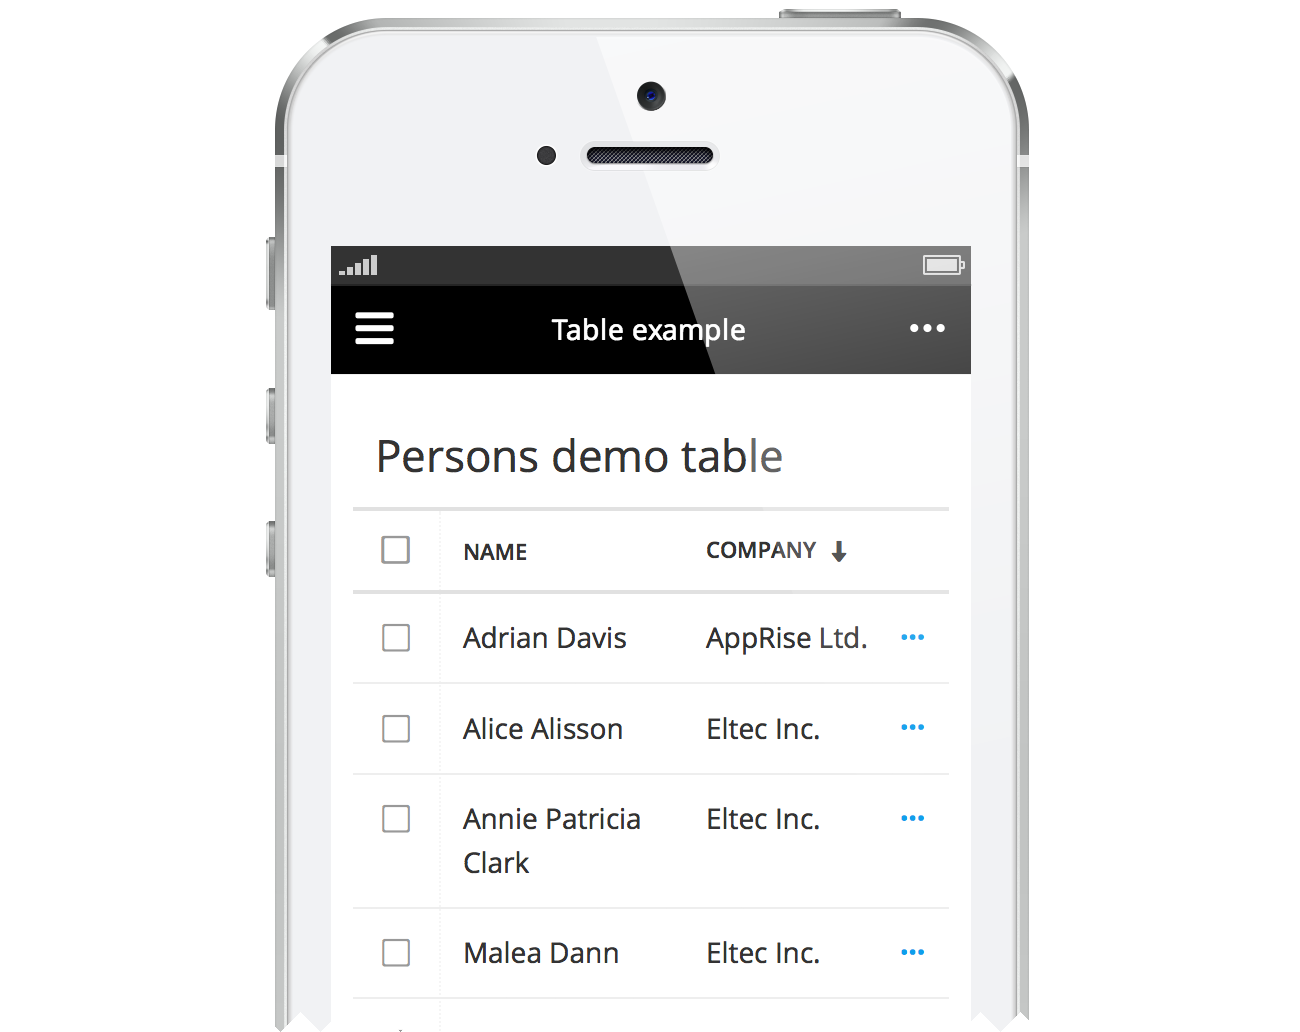 Table example
Persons demo table
NAME COMPANY
Adrian Davis AppRise Ltd.
Alice Alisson Eltec Inc.
Annie Patricia Eltec Inc.
Clark
Malea Dann Eltec Inc.